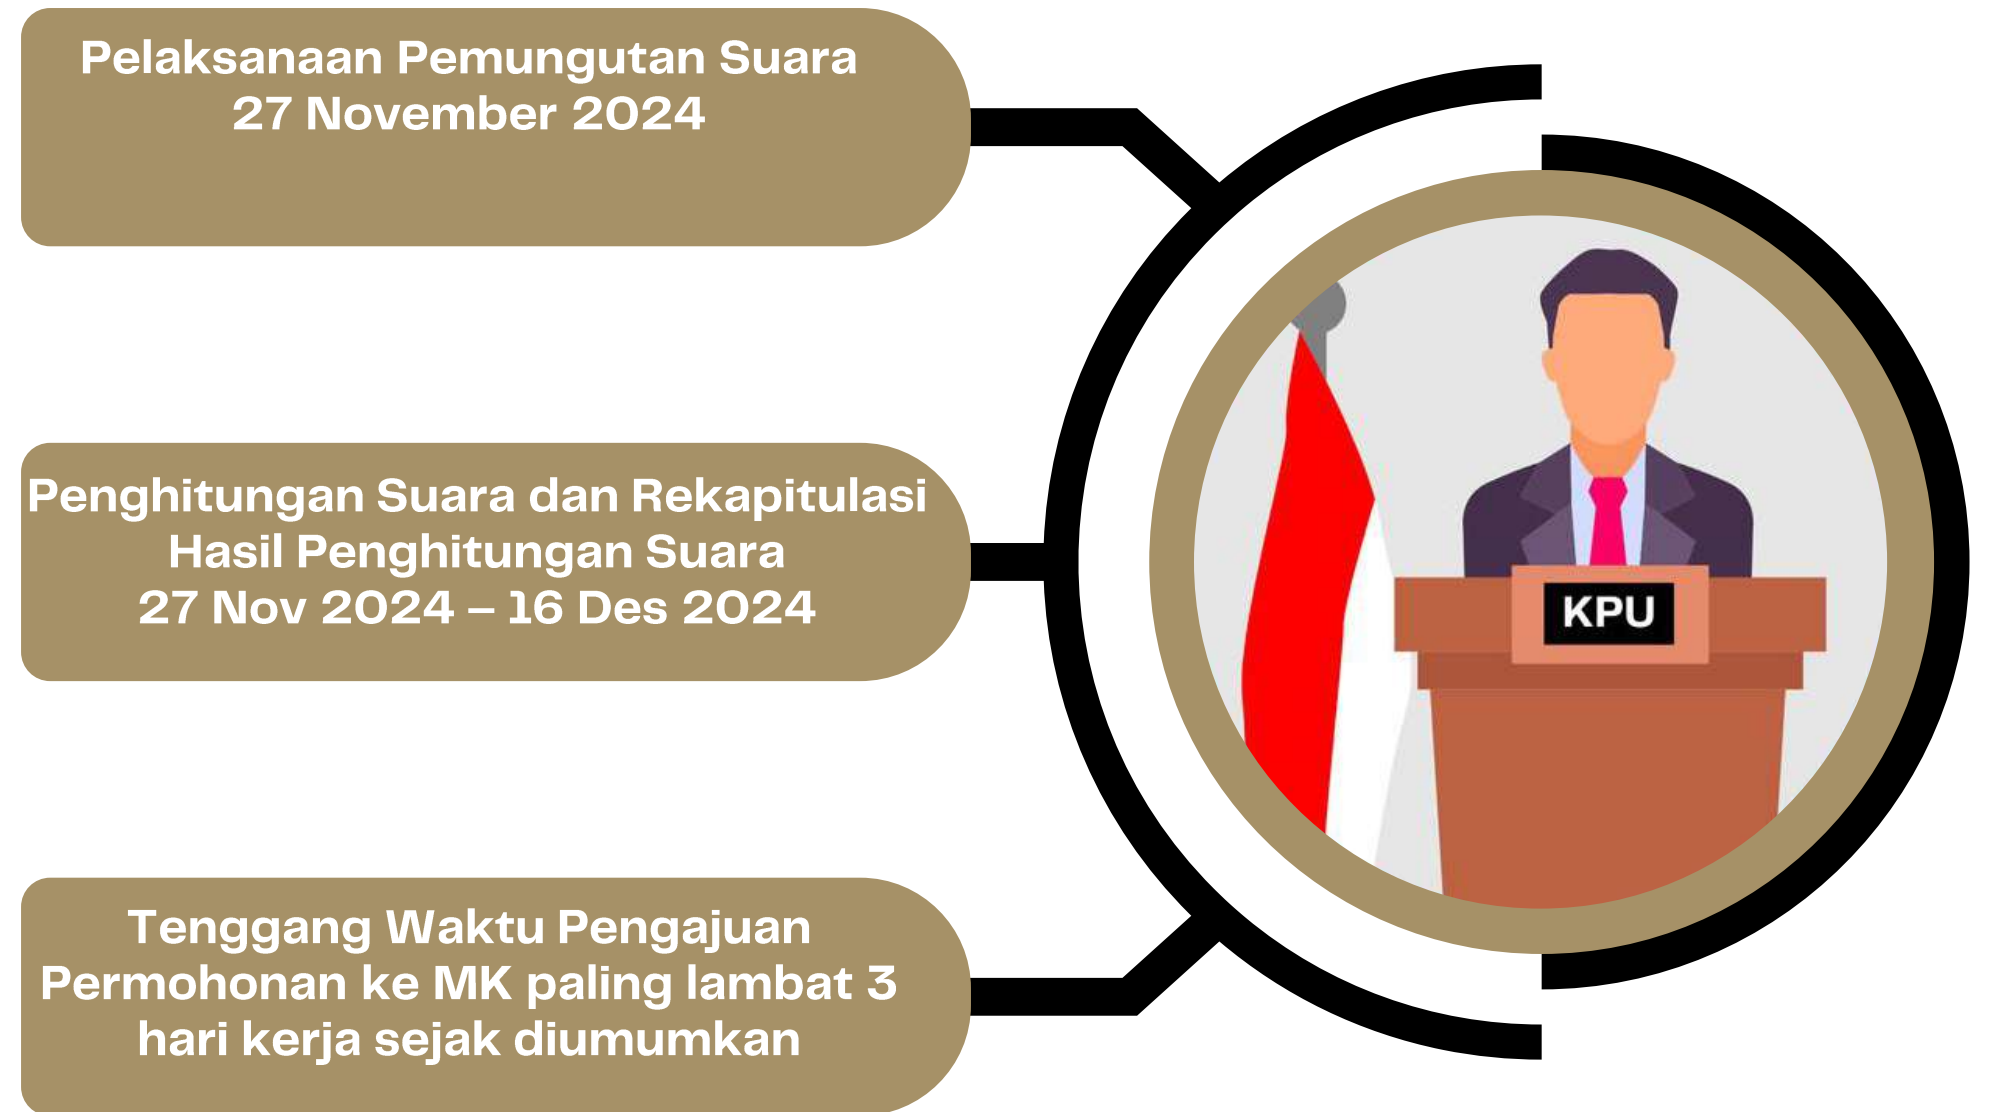 Pelaksanaan Pemungutan Suara
27 November 2024
Penghitungan Suara dan Rekapitulasi
Hasil Penghitungan Suara
27 Nov 2024 – 16 Des 2024
Tenggang Waktu Pengajuan
Permohonan ke MK paling lambat 3
hari kerja sejak diumumkan
KPU